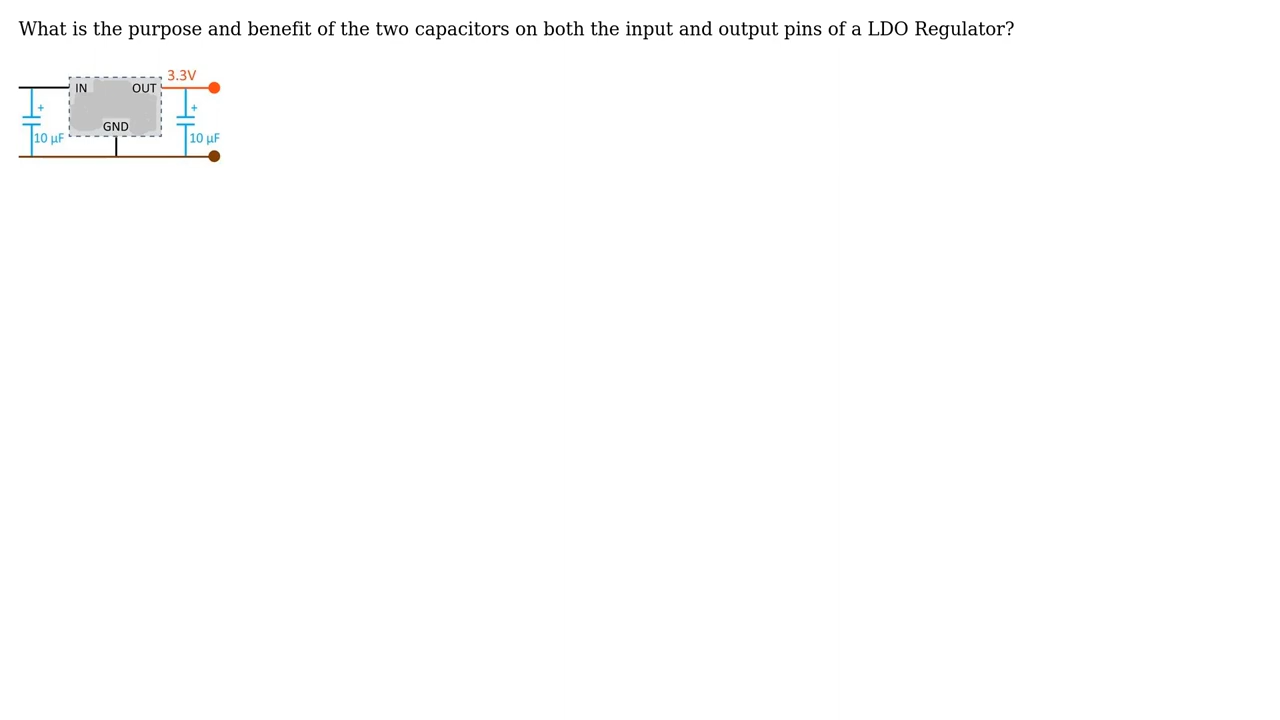 What is the purpose and benefit of the two capacitors on both the input and output pins of a LDO Regulator?
3.3V
IN OUT
+ +
GND
10 µF 10 µF